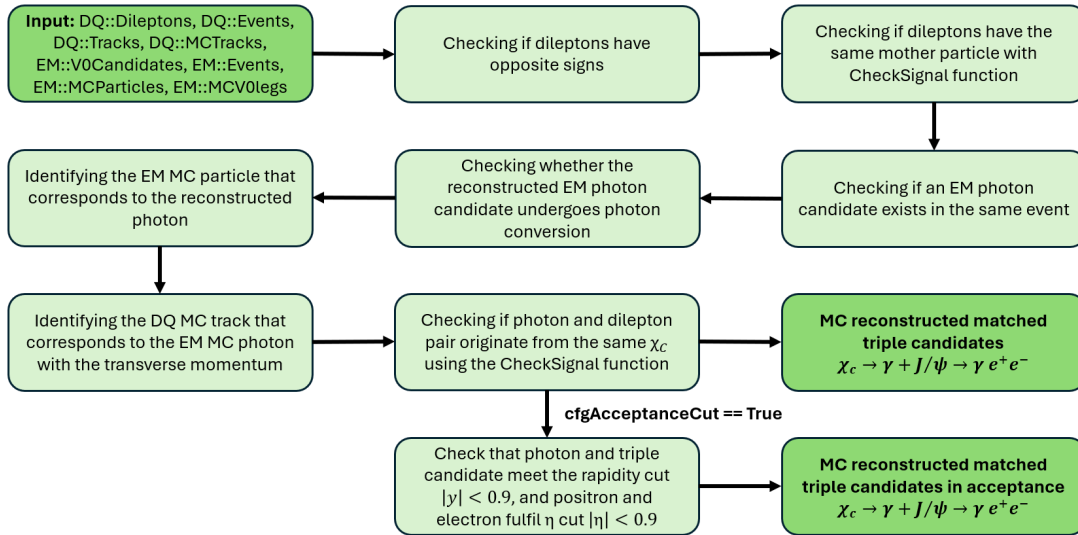 Input: DQ::Dileptons, DQ::Events,
DQ::Tracks, DQ::MCTracks,
EM::V0Candidates, EM::Events,
EM::MCParticles, EM::MCV0legs
Checking if dileptons have
opposite signs
Checking if dileptons have the
same mother particle with
CheckSignal function
Identifying the EM MC particle that
corresponds to the reconstructed
photon
Checking whether the
reconstructed EM photon
candidate undergoes photon
conversion
Checking if an EM photon
candidate exists in the same event
Identifying the DQ MC track that
corresponds to the EM MC photon
with the transverse momentum
Checking if photon and dilepton
pair originate from the same χ_C
using the CheckSignal function
MC reconstructed matched
triple candidates
χ_c → γ + J/ψ → γ e⁺e⁻
cfgAcceptanceCut == True
Check that photon and triple
candidate meet the rapidity cut
|y| < 0.9, and positron and
electron fulfil η cut |η| < 0.9
MC reconstructed matched
triple candidates in acceptance
χ_c → γ + J/ψ → γ e⁺e⁻